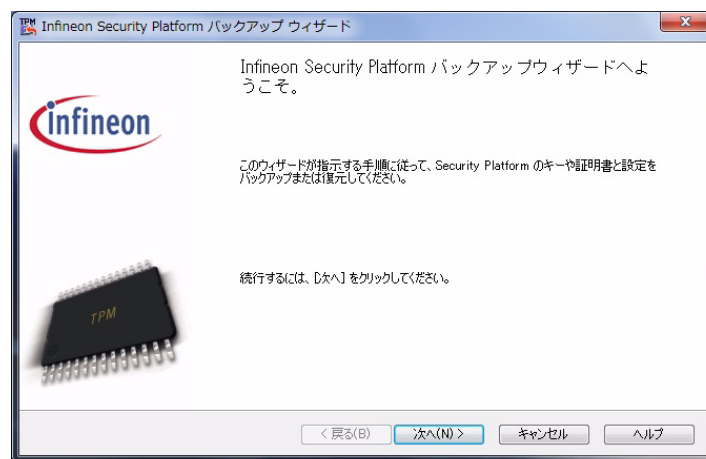 Infineon Security Platform バックアップ ウィザード
Infineon Security Platform バックアップウィザードへよ
うこそ。
infineon
このウィザードが指示する手順に従って、Security Platform のキーや証明書と設定を
バックアップまたは復元してください。
続行するには、[次へ] をクリックしてください。
TPM
< 戻る(B)
次へ(N) >
キャンセル
ヘルプ